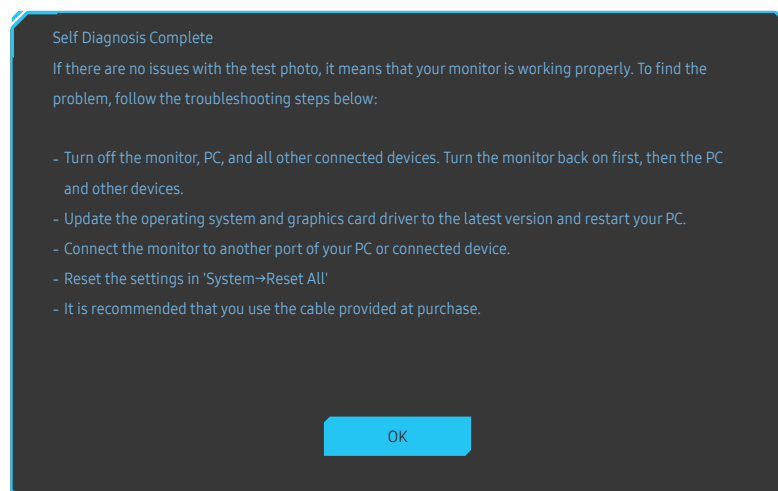 Self Diagnosis Complete
If there are no issues with the test photo, it means that your monitor is working properly. To find the
problem, follow the troubleshooting steps below:
- Turn off the monitor, PC, and all other connected devices. Turn the monitor back on first, then the PC
and other devices.
- Update the operating system and graphics card driver to the latest version and restart your PC.
- Connect the monitor to another port of your PC or connected device.
- Reset the settings in 'System→Reset All'
- It is recommended that you use the cable provided at purchase.
OK